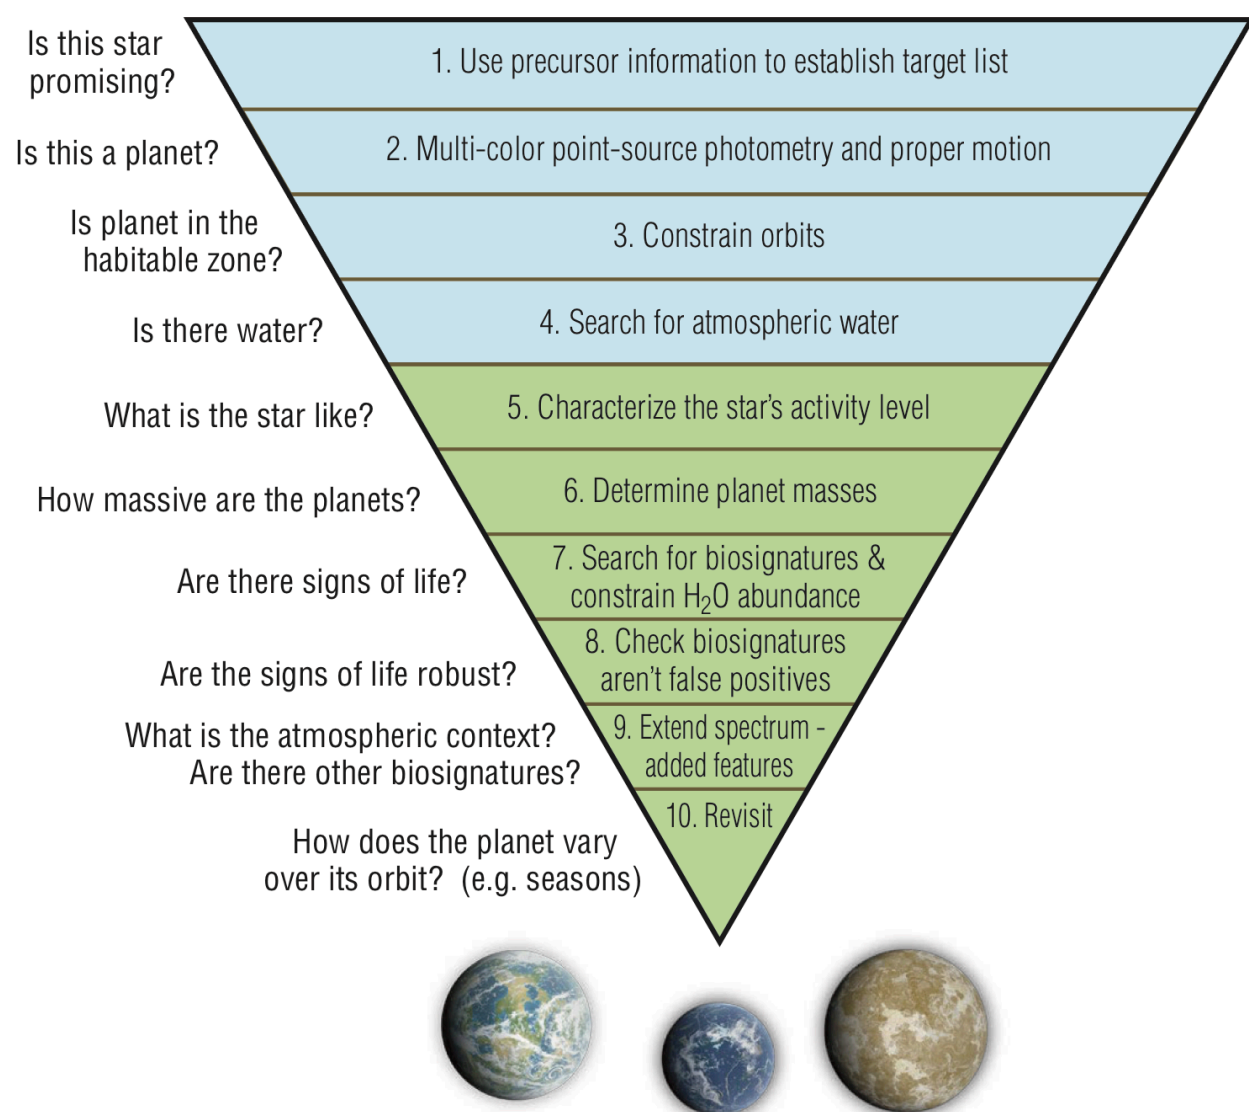 Is this star
promising?
1. Use precursor information to establish target list
Is this a planet?
2. Multi-color point-source photometry and proper motion
Is planet in the
habitable zone?
3. Constrain orbits
Is there water?
4. Search for atmospheric water
What is the star like?
5. Characterize the star’s activity level
How massive are the planets?
6. Determine planet masses
Are there signs of life?
7. Search for biosignatures &
constrain H₂O abundance
Are the signs of life robust?
8. Check biosignatures
aren’t false positives
What is the atmospheric context?
Are there other biosignatures?
9. Extend spectrum -
added features
How does the planet vary
over its orbit? (e.g. seasons)
10. Revisit